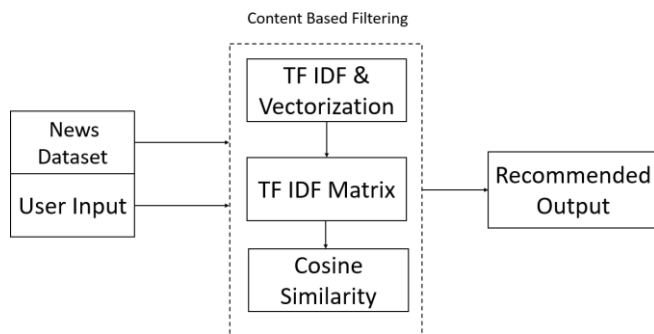 Content Based Filtering
TF IDF &
Vectorization
News
Dataset
User Input
TF IDF Matrix
Cosine
Similarity
Recommended
Output